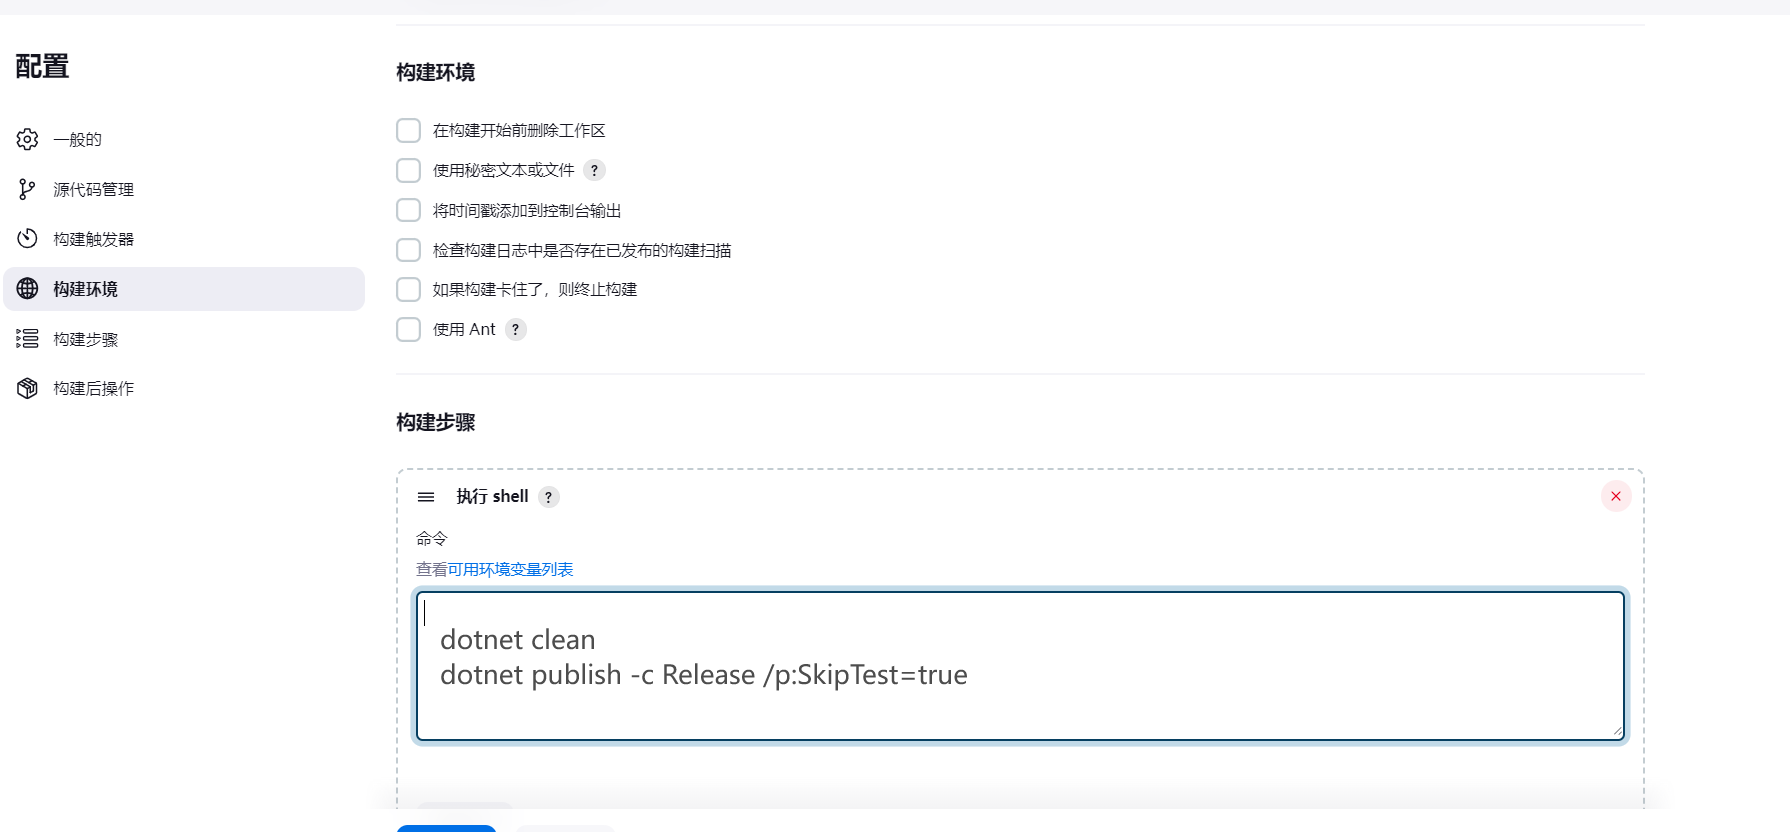 配置
一般的
源代码管理
构建触发器
构建环境
构建步骤
构建后操作
构建环境
在构建开始前删除工作区
使用秘密文本或文件 ?
将时间戳添加到控制台输出
检查构建日志中是否存在已发布的构建扫描
如果构建卡住了，则终止构建
使用 Ant ?
构建步骤
执行 shell ?
命令
查看可用环境变量列表
dotnet clean
dotnet publish -c Release /p:SkipTest=true